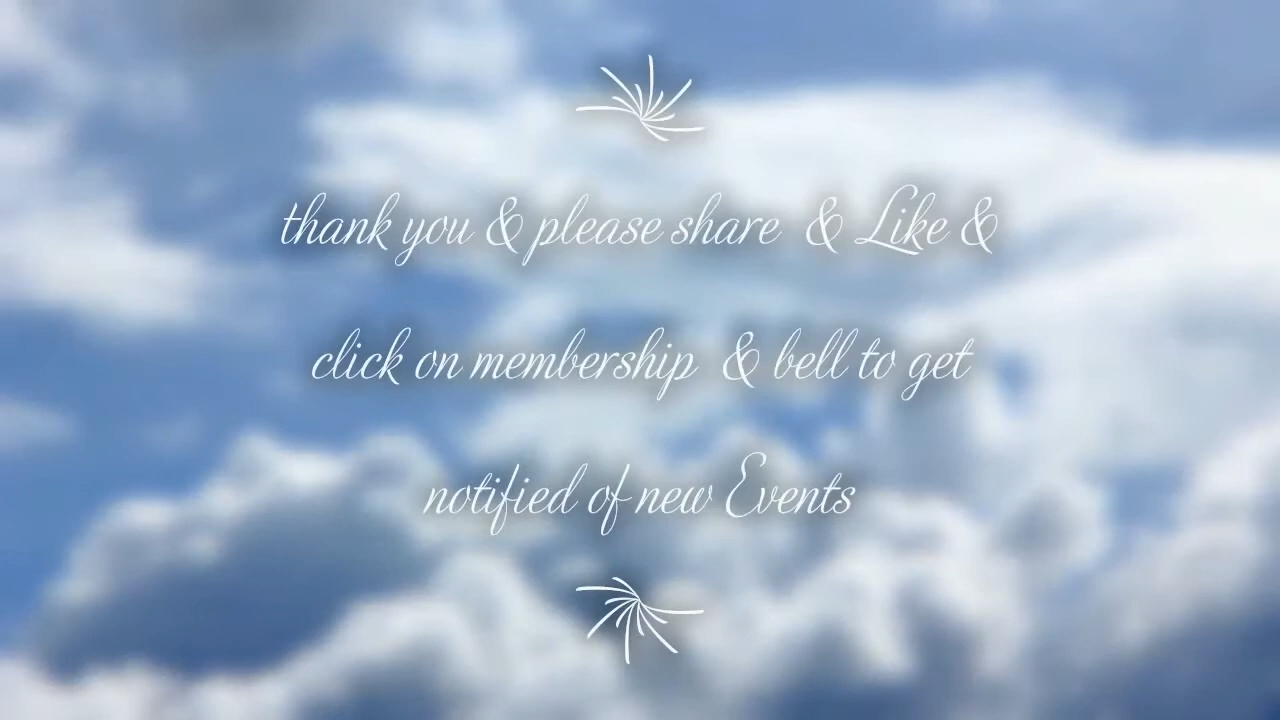 thank you & please share & Like &
click on membership & bell to get
notified of new Events